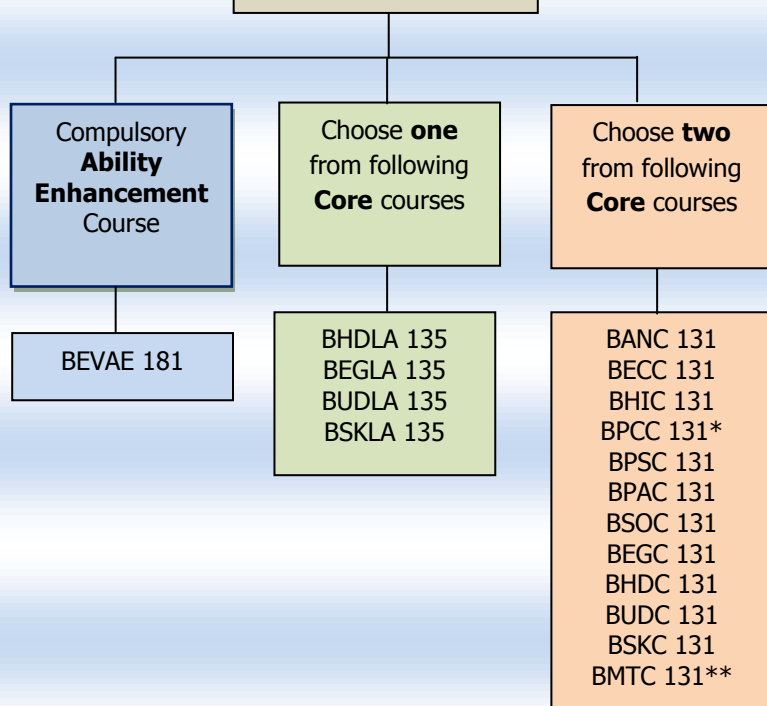 Compulsory
Ability
Enhancement
Course
BEVAE 181
Choose one
from following
Core courses
BHDLA 135
BEGLA 135
BUDLA 135
BSKLA 135
Choose two
from following
Core courses
BANC 131
BECC 131
BHIC 131
BPCC 131*
BPSC 131
BPAC 131
BSOC 131
BEGC 131
BHDC 131
BUDC 131
BSKC 131
BMTC 131**